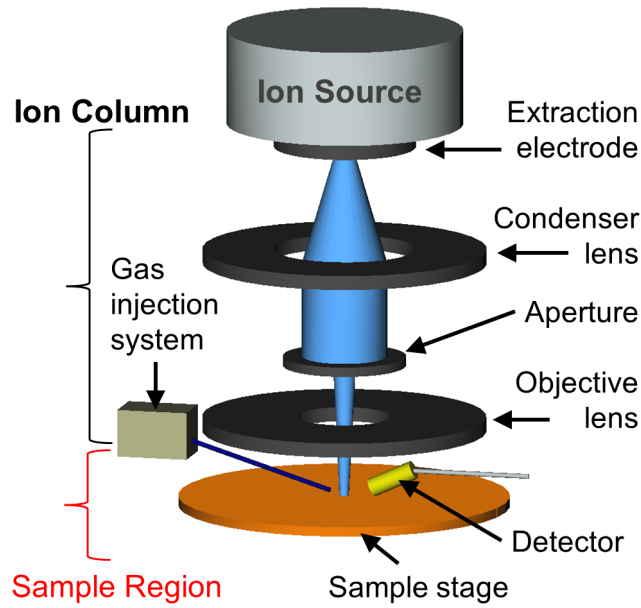 Ion Source
Ion Column
Extraction
electrode
Condenser
lens
Gas
injection
system
Aperture
Objective
lens
Detector
Sample Region
Sample stage